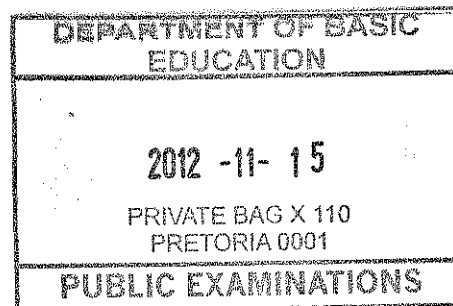 DEPARTMENT OF BASIC
EDUCATION
2012 -11- 15
PRIVATE BAG X 110
PRETORIA 0001
PUBLIC EXAMINATIONS